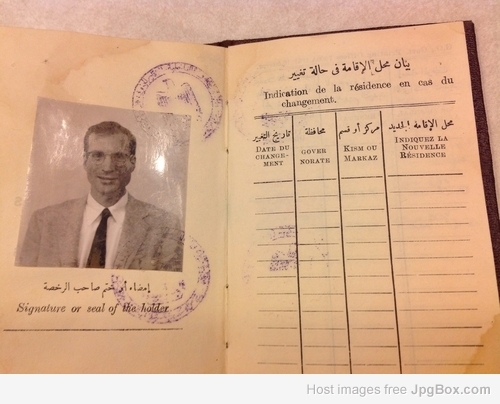 إمضاء أو ختم صاحب الرخصة
Signature or seal of the holder
بيان محل الإقامة فى حالة تغيير
Indication de la résidence en cas du
changement.
تاريخ التغيير
DATE DU
CHANGE-
MENT
محافظة
GOVER
NORATE
مركز أو قسم
KISM OU
MARKAZ
محل الإقامة الجديد
INDIQUEZ LA
NOUVELLE
RÉSIDENCE
Host images free JpgBox.com